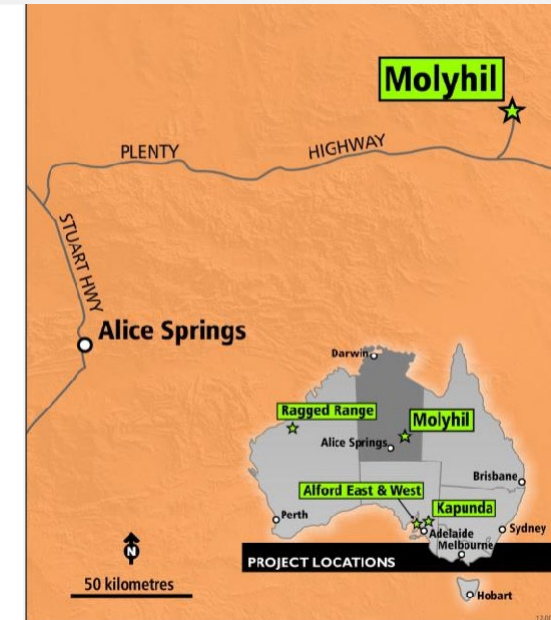 Molyhil
PLENTY HIGHWAY
STUART HWY
Alice Springs
Darwin
Ragged Range
Molyhil
Alice Springs
Alford East & West
Brisbane
Kapunda
Perth
Adelaide
Sydney
Melbourne
PROJECT LOCATIONS
N
50 kilometres
Hobart